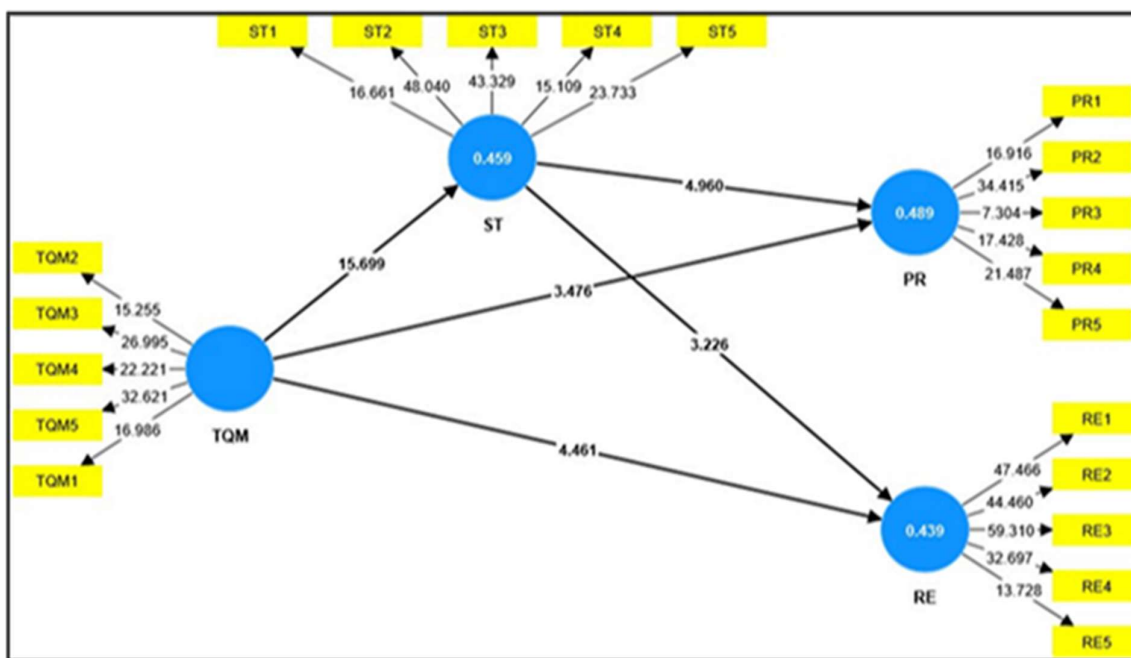 ST1 ST2 ST3 ST4 ST5
16.661 48.040 43.329 15.109 23.733
0.459
ST
4.960
15.699
3.476
3.226
4.461
TQM2
TQM3
TQM4
TQM5
TQM1
15.255
26.995
22.221
32.621
16.986
TQM
PR1
PR2
PR3
PR4
PR5
16.916
34.415
7.304
17.428
21.487
0.489
PR
RE1
RE2
RE3
RE4
RE5
47.466
44.460
59.310
32.697
13.728
0.439
RE